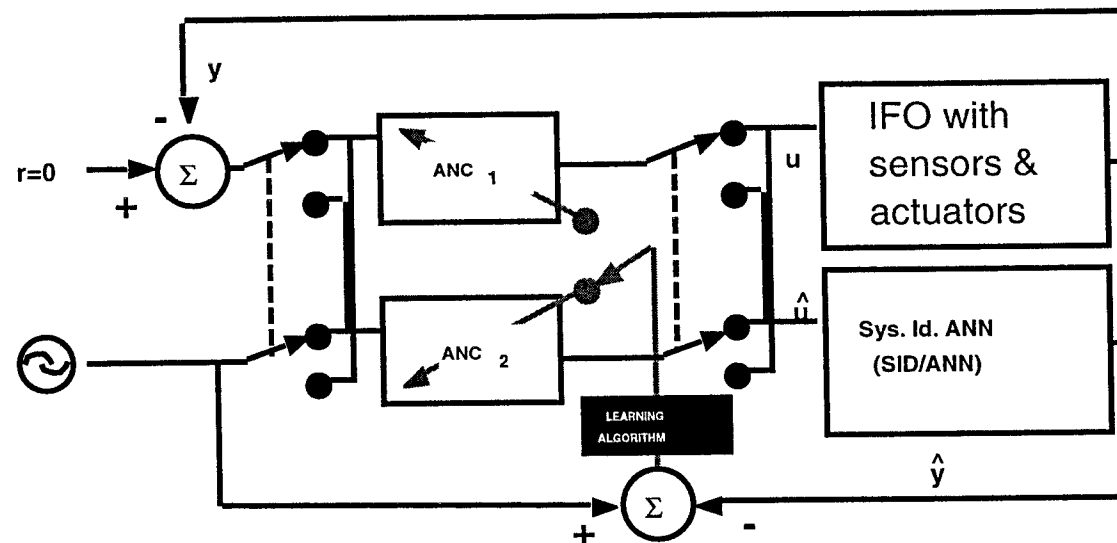 y
-
Σ
r=0
+
ANC 1
u
IFO with
sensors &
actuators
ANC 2
û
Sys. Id. ANN
(SID/ANN)
LEARNING
ALGORITHM
ŷ
Σ
+
-